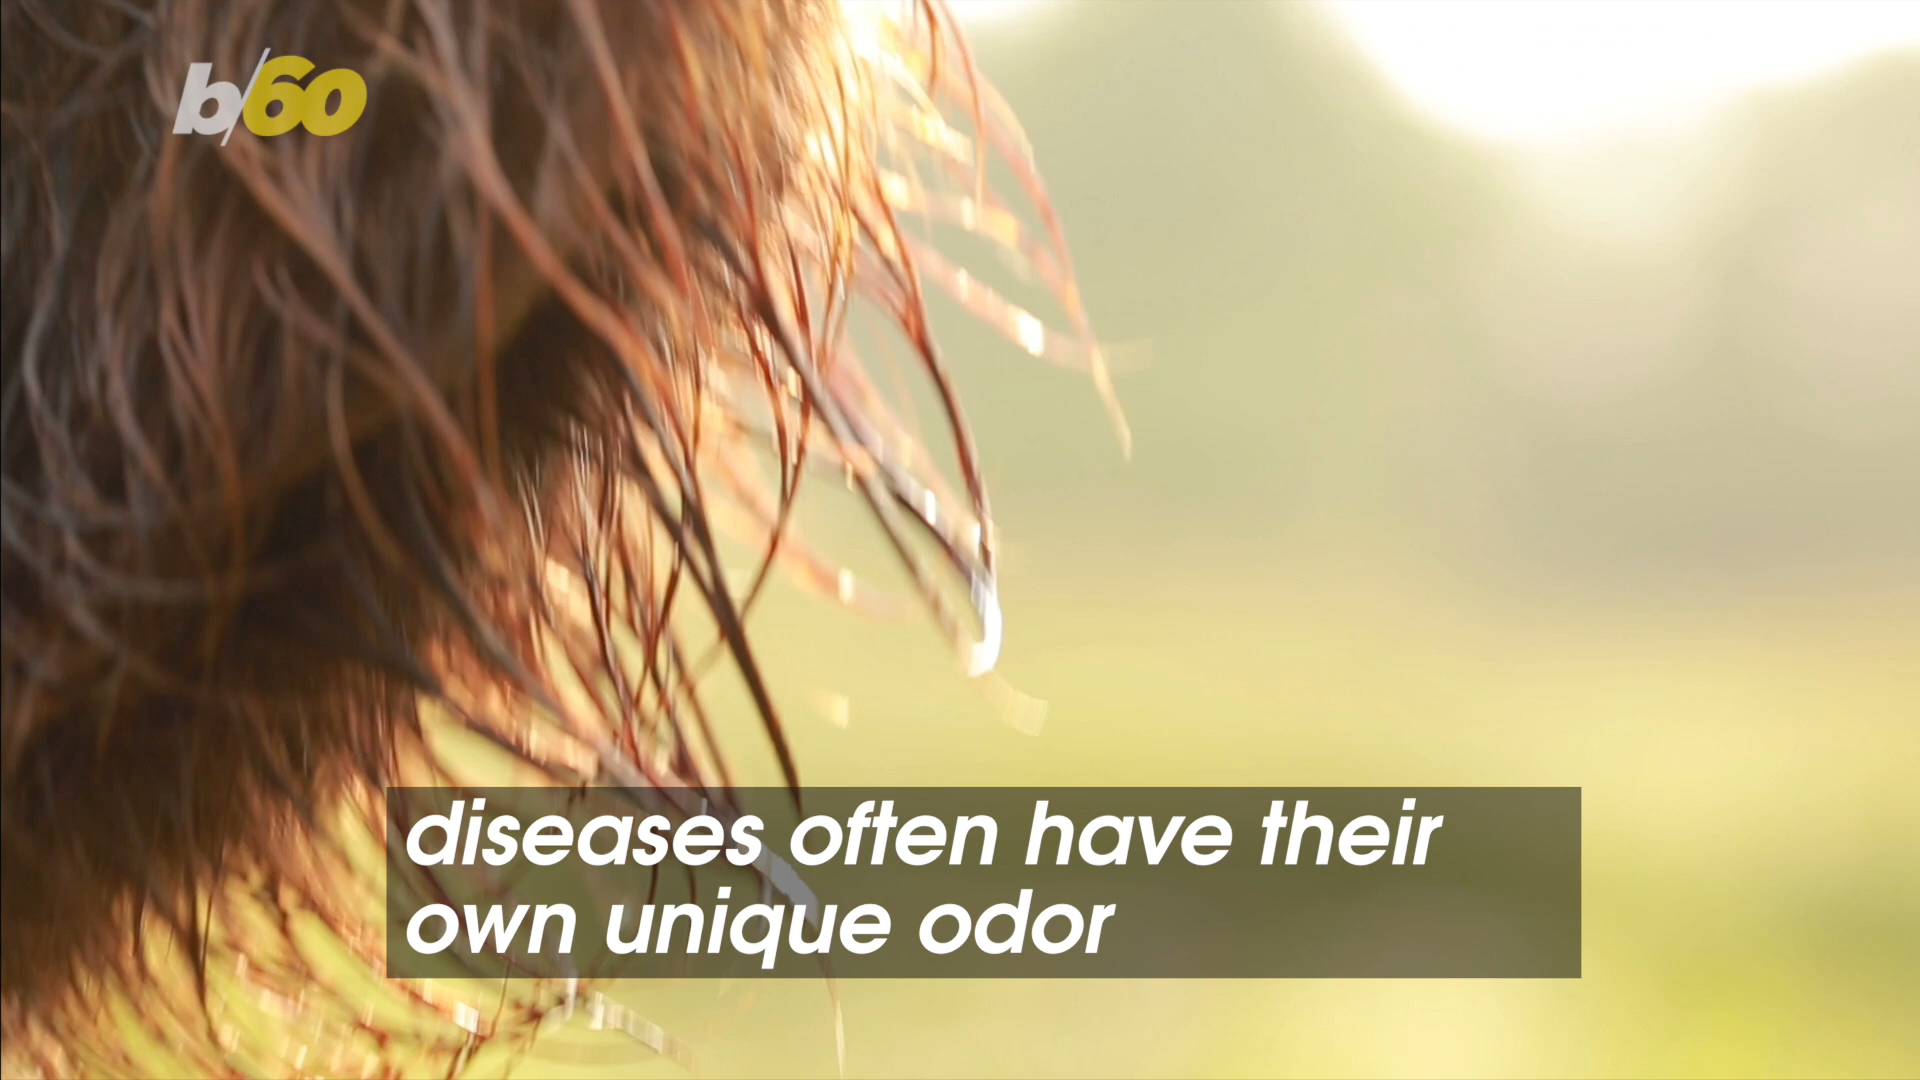 b/60
diseases often have their
own unique odor